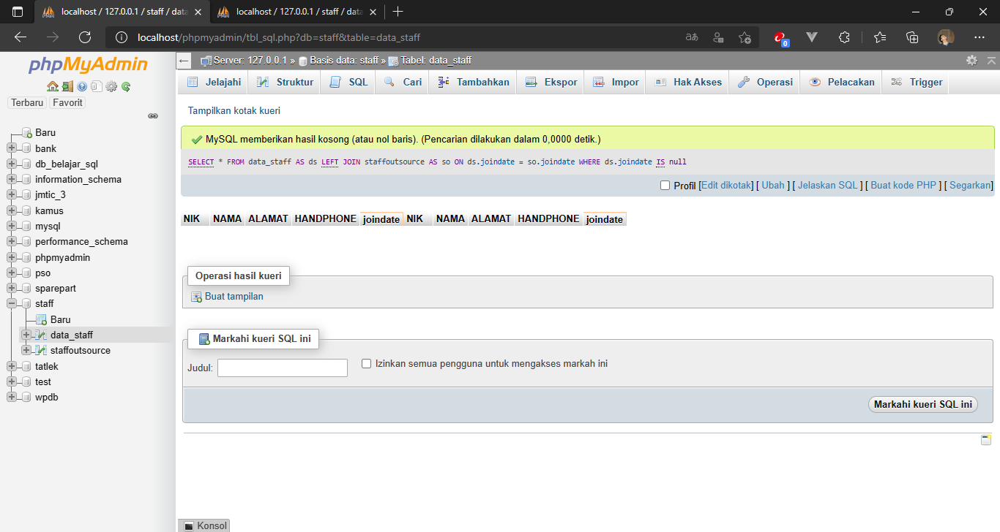 localhost / 127.0.0.1 / staff / data
localhost / 127.0.0.1 / staff / data
localhost/phpmyadmin/tbl_sql.php?db=staff&table=data_staff
phpMyAdmin
Terbaru Favorit
Baru
bank
db_belajar_sql
information_schema
jmtic_3
kamus
mysql
performance_schema
phpmyadmin
pso
sparepart
staff
Baru
data_staff
staffoutsource
tatlek
test
wpdb
Server: 127.0.0.1 » Basis data: staff » Tabel: data_staff
Jelajahi Struktur SQL Cari Tambahkan Ekspor Impor Hak Akses Operasi Pelacakan Trigger
Tampilkan kotak kueri
MySQL memberikan hasil kosong (atau nol baris). (Pencarian dilakukan dalam 0,0000 detik.)
SELECT * FROM data_staff AS ds LEFT JOIN staffoutsource AS so ON ds.joindate = so.joindate WHERE ds.joindate IS null
Profil [Edit dikotak] [ Ubah ] [ Jelaskan SQL ] [ Buat kode PHP ] [ Segarkan]
NIK NAMA ALAMAT HANDPHONE joindate NIK NAMA ALAMAT HANDPHONE joindate
Operasi hasil kueri
Buat tampilan
Markahi kueri SQL ini
Judul:
Izinkan semua pengguna untuk mengakses markah ini
Markahi kueri SQL ini
Konsol